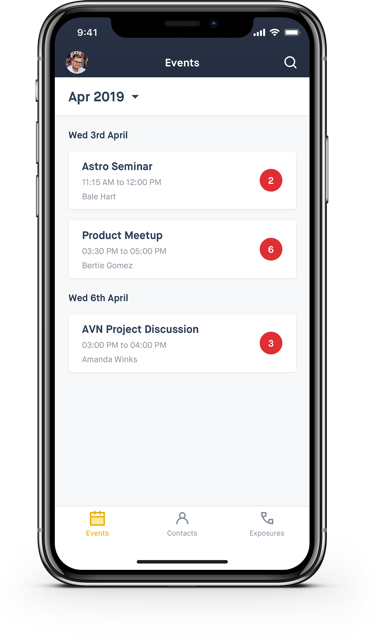 9:41
Events
Apr 2019
Wed 3rd April
Astro Seminar
11:15 AM to 12:00 PM
Bale Hart
2
Product Meetup
03:30 PM to 05:00 PM
Bertie Gomez
6
Wed 6th April
AVN Project Discussion
03:00 PM to 04:00 PM
Amanda Winks
3
Events
Contacts
Exposures